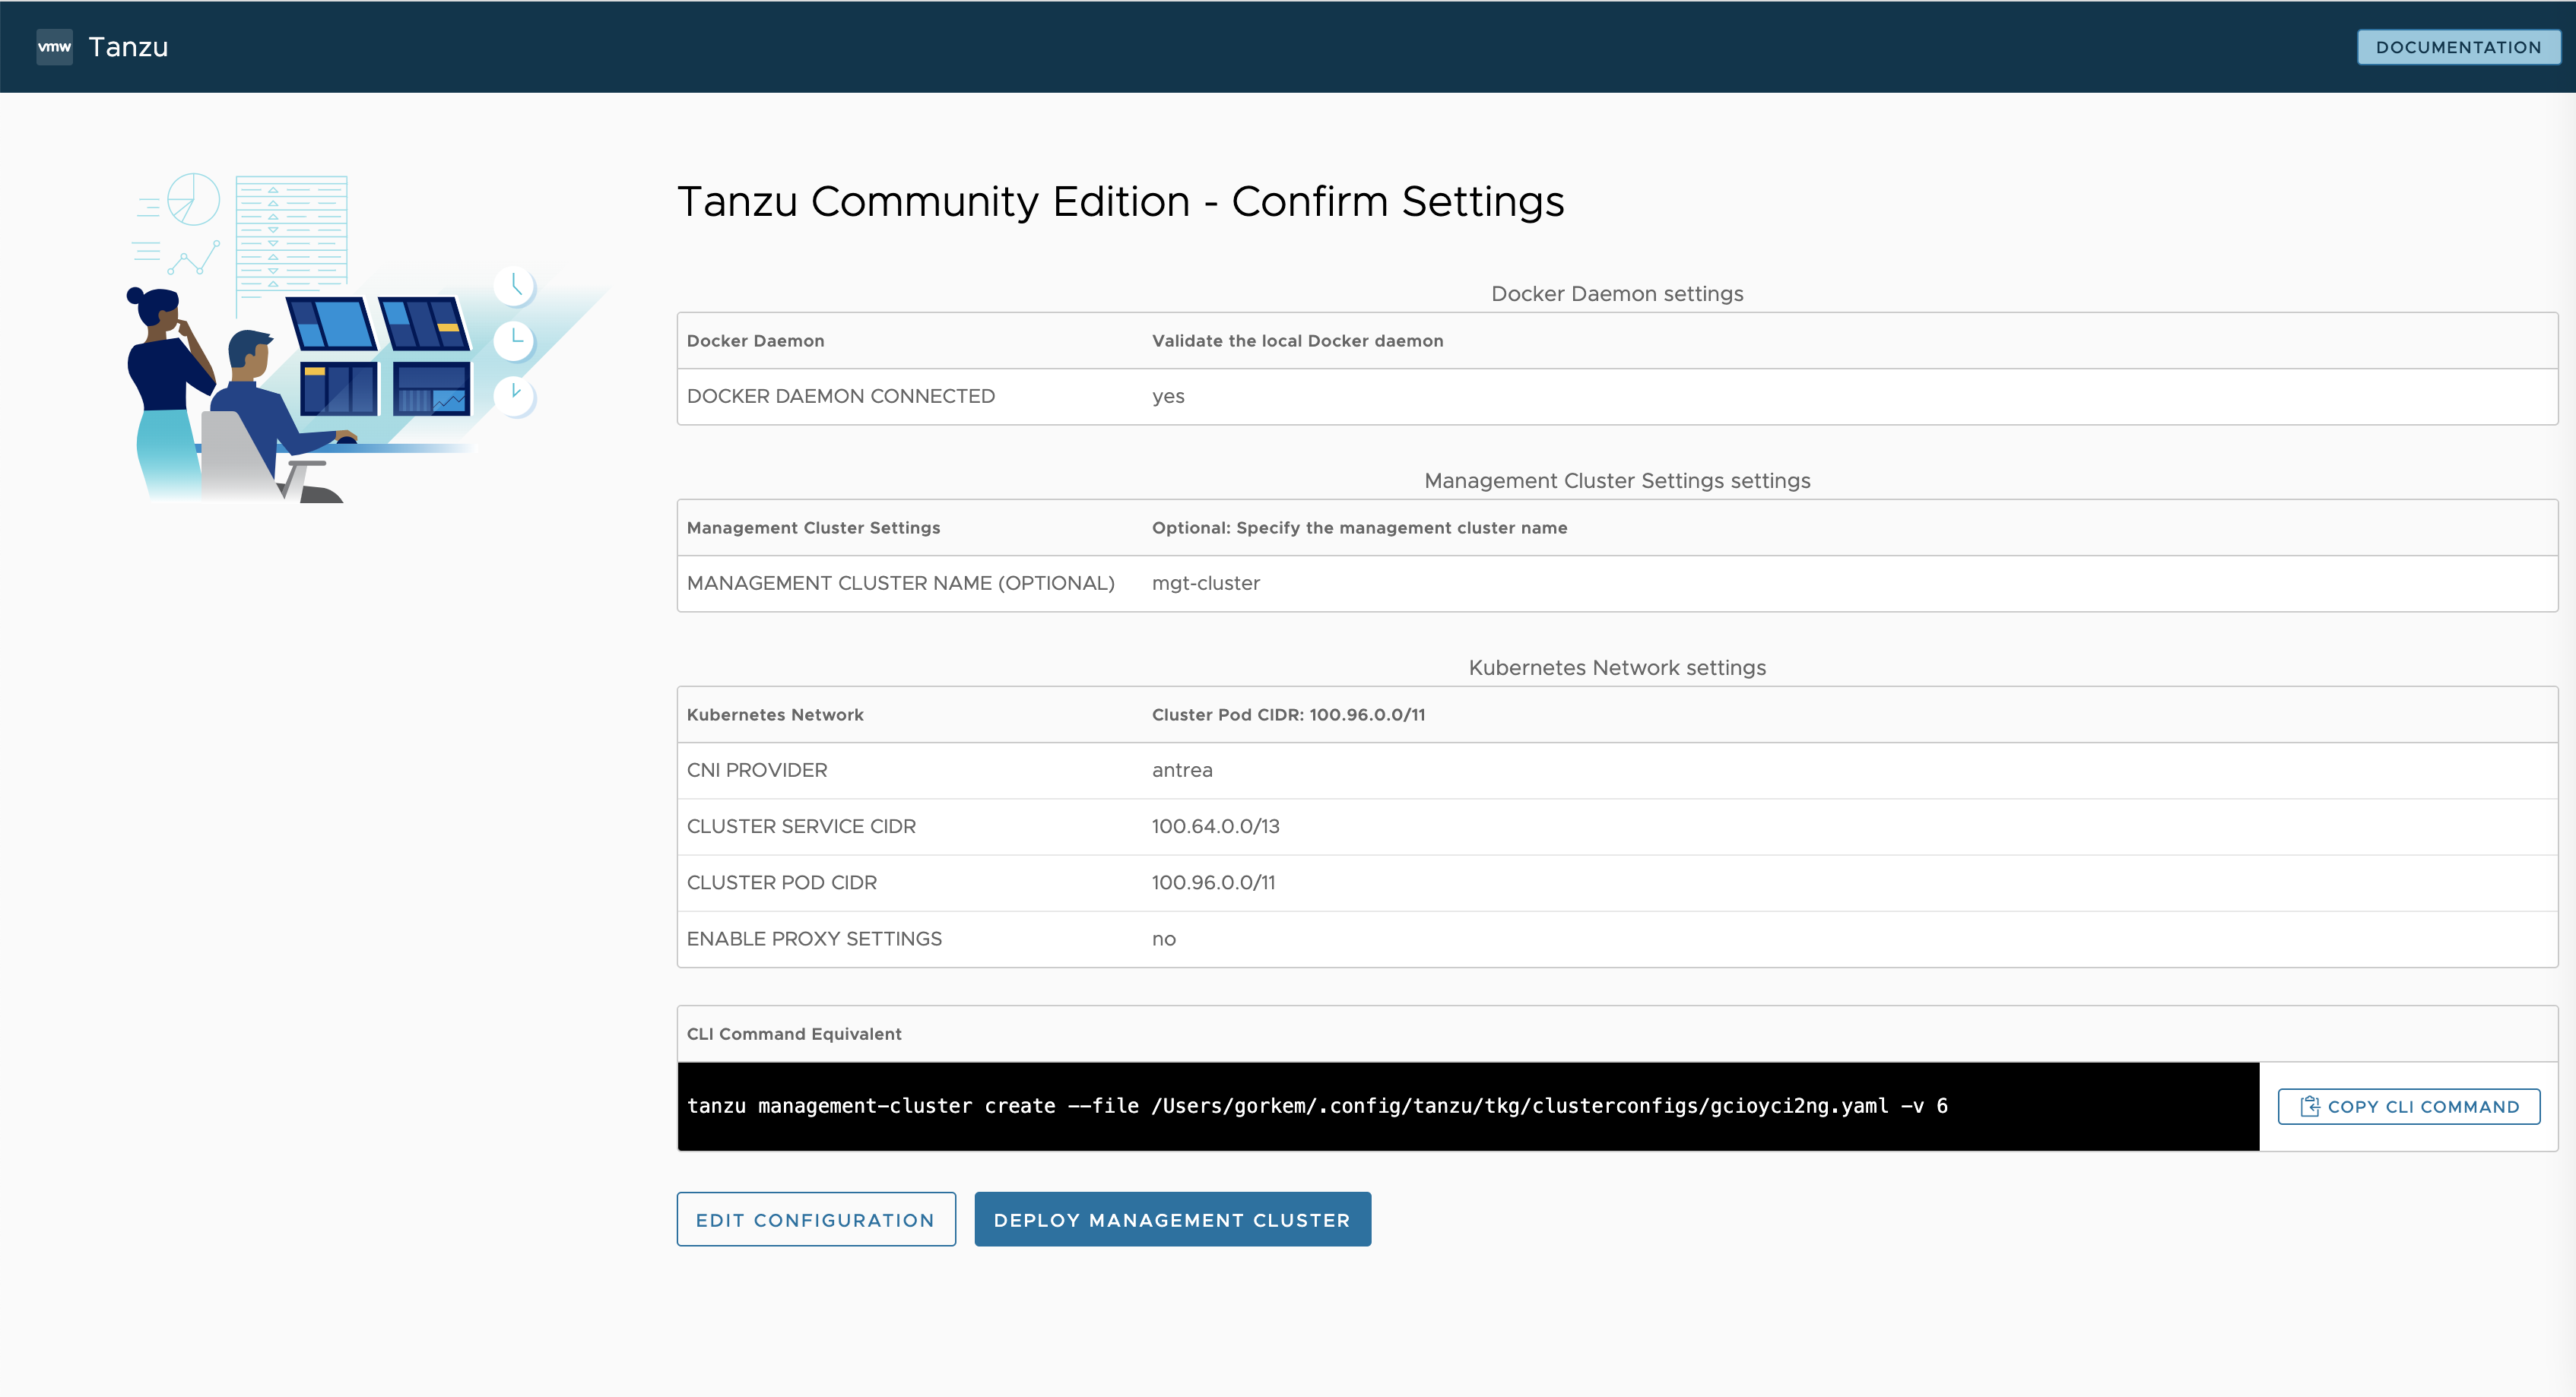 vmw Tanzu DOCUMENTATION
Tanzu Community Edition - Confirm Settings
Docker Daemon settings
Docker Daemon Validate the local Docker daemon
DOCKER DAEMON CONNECTED yes
Management Cluster Settings settings
Management Cluster Settings Optional: Specify the management cluster name
MANAGEMENT CLUSTER NAME (OPTIONAL) mgt-cluster
Kubernetes Network settings
Kubernetes Network Cluster Pod CIDR: 100.96.0.0/11
CNI PROVIDER antrea
CLUSTER SERVICE CIDR 100.64.0.0/13
CLUSTER POD CIDR 100.96.0.0/11
ENABLE PROXY SETTINGS no
CLI Command Equivalent
tanzu management-cluster create --file /Users/gorkem/.config/tanzu/tkg/clusterconfigs/gcioyci2ng.yaml -v 6 COPY CLI COMMAND
EDIT CONFIGURATION DEPLOY MANAGEMENT CLUSTER